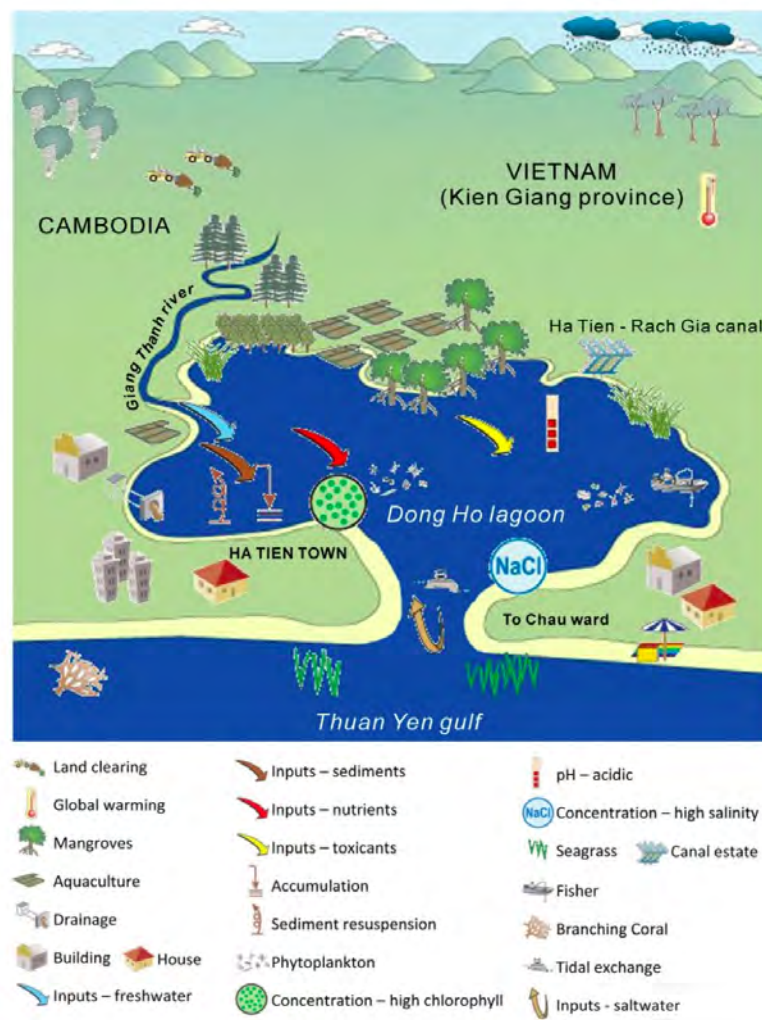 VIETNAM
(Kien Giang province)
CAMBODIA
Giang Thanh river
Ha Tien - Rach Gia canal
Dong Ho lagoon
HA TIEN TOWN
NaCl
To Chau ward
Thuan Yen gulf
Land clearing
Global warming
Mangroves
Aquaculture
Drainage
Building
House
Inputs – freshwater
Inputs – sediments
Inputs – nutrients
Inputs – toxicants
Accumulation
Sediment resuspension
Phytoplankton
Concentration – high chlorophyll
pH – acidic
NaCl
Concentration – high salinity
Seagrass
Canal estate
Fisher
Branching Coral
Tidal exchange
Inputs - saltwater